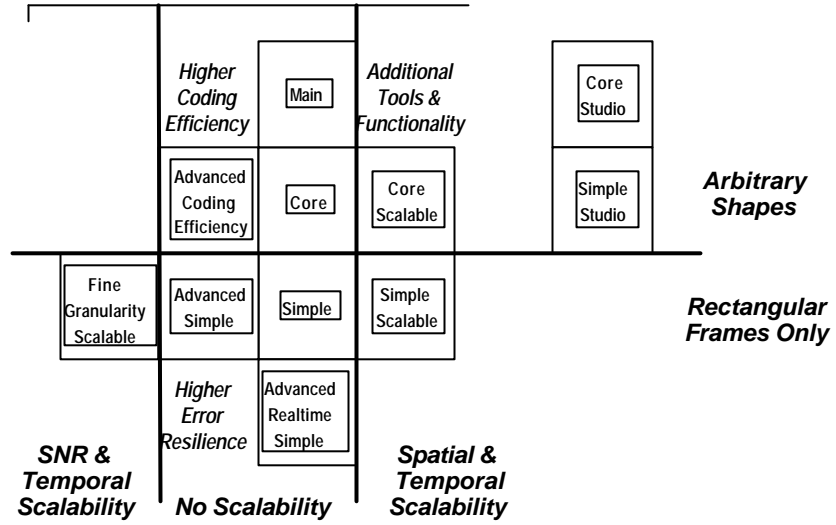 Higher
Coding
Efficiency
Main
Additional
Tools &
Functionality
Core
Studio
Advanced
Coding
Efficiency
Core
Core
Scalable
Simple
Studio
Arbitrary
Shapes
Fine
Granularity
Scalable
Advanced
Simple
Simple
Simple
Scalable
Rectangular
Frames Only
Higher
Error
Resilience
Advanced
Realtime
Simple
SNR &
Temporal
Scalability
No Scalability
Spatial &
Temporal
Scalability